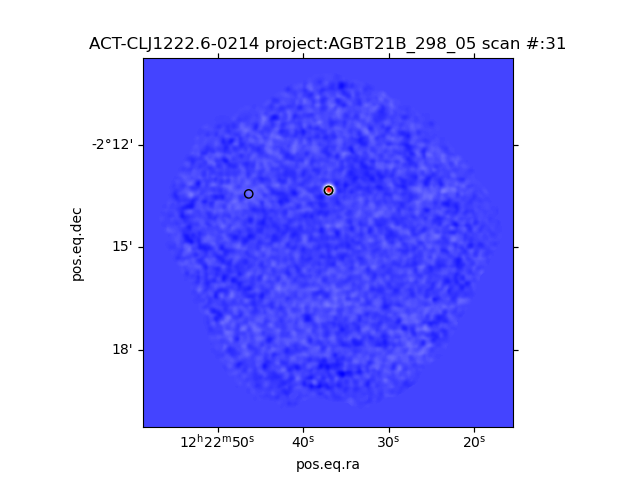 ACT-CLJ1222.6-0214 project:AGBT21B_298_05 scan #:31
-2°12'
15'
18'
pos.eq.dec
12ʰ22ᵐ50ˢ 40ˢ 30ˢ 20ˢ
pos.eq.ra